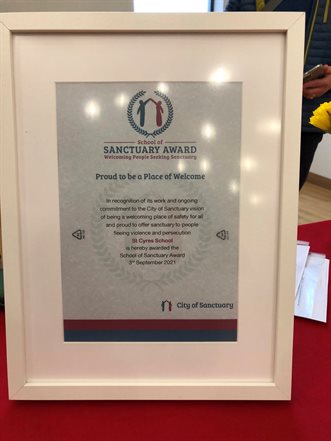 School of
SANCTUARY AWARD
Welcoming People Seeking Sanctuary
Proud to be a Place of Welcome
In recognition of its work and ongoing
commitment to the City of Sanctuary vision
of being a welcoming place of safety for all
and proud to offer sanctuary to people
fleeing violence and persecution
St Cyres School
is hereby awarded the
School of Sanctuary Award
3rd September 2021
City of Sanctuary